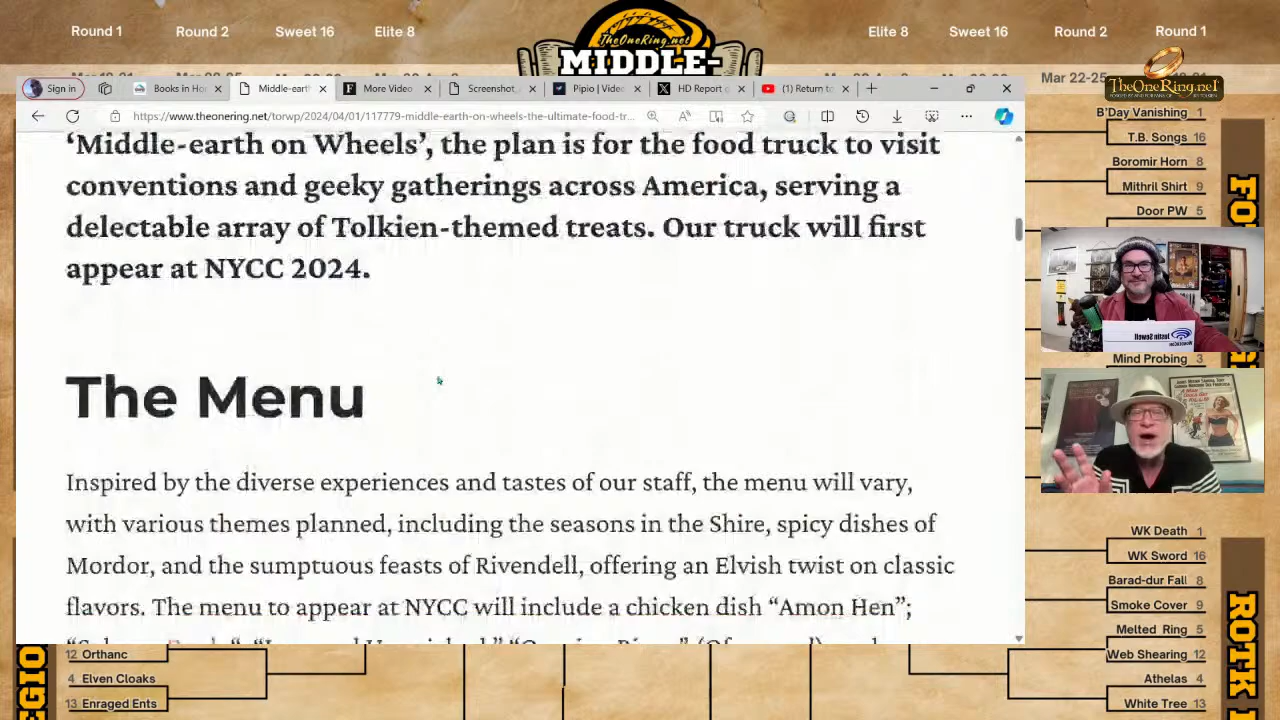 Round 1
Round 2
Sweet 16
Elite 8
TheOneRing.net
MIDDLE-
Elite 8
Sweet 16
Round 2
Round 1
Mar 22-25
TheOneRing.net
Sign in
Books in Ho
Middle-eart
More Video
Screenshot_
Pipio | Vide
HD Report
(1) Return t
https://www.theonering.net/torwp/2024/04/01/117779-middle-earth-on-wheels-the-ultimate-food-tr...
‘Middle-earth on Wheels’, the plan is for the food truck to visit
conventions and geeky gatherings across America, serving a
delectable array of Tolkien-themed treats. Our truck will first
appear at NYCC 2024.
The Menu
Inspired by the diverse experiences and tastes of our staff, the menu will vary,
with various themes planned, including the seasons in the Shire, spicy dishes of
Mordor, and the sumptuous feasts of Rivendell, offering an Elvish twist on classic
flavors. The menu to appear at NYCC will include a chicken dish “Amon Hen”;
B'Day Vanishing 1
T.B. Songs 16
Boromir Horn 8
Mithril Shirt 9
Door PW 5
Mind Probing 3
WK Death 1
WK Sword 16
Barad-dur Fall 8
Smoke Cover 9
Melted Ring 5
Web Shearing 12
Athelas 4
White Tree 13
ROTK
12 Orthanc
4 Elven Cloaks
13 Enraged Ents